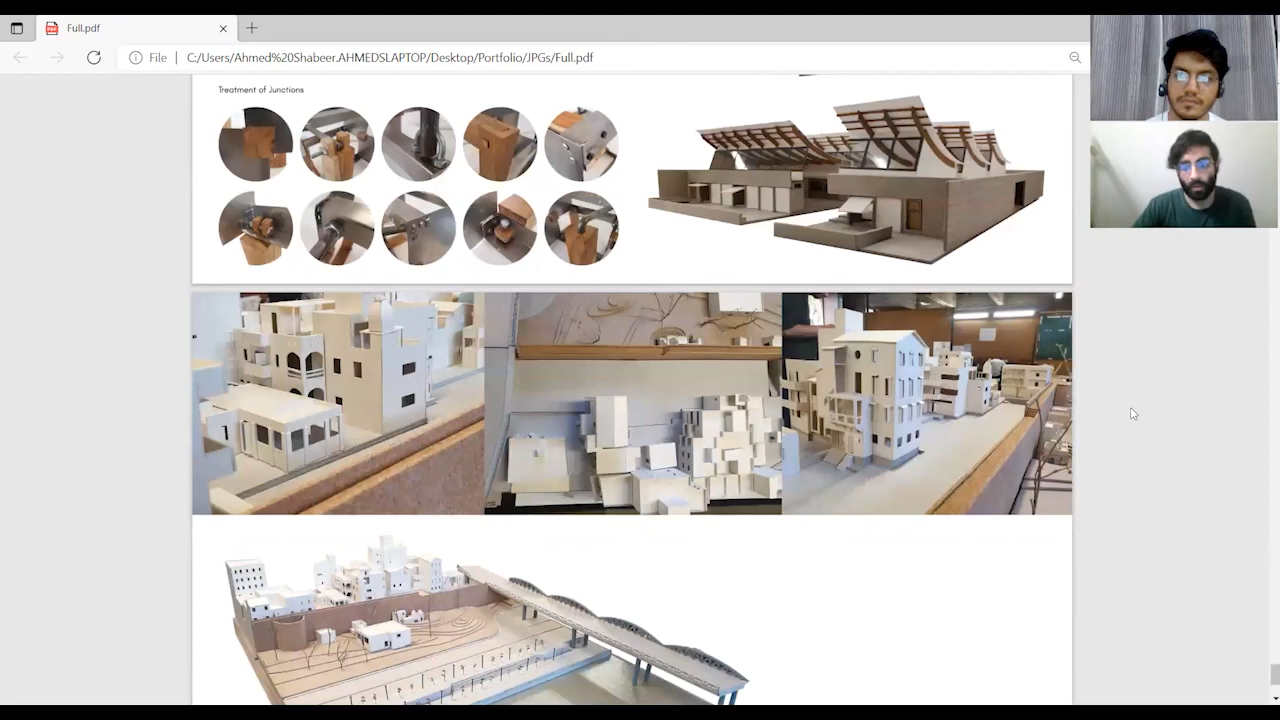 Full.pdf
File
C:/Users/Ahmed%20Shabeer.AHMEDSLAPTOP/Desktop/Portfolio/JPGs/Full.pdf
Treatment of Junctions